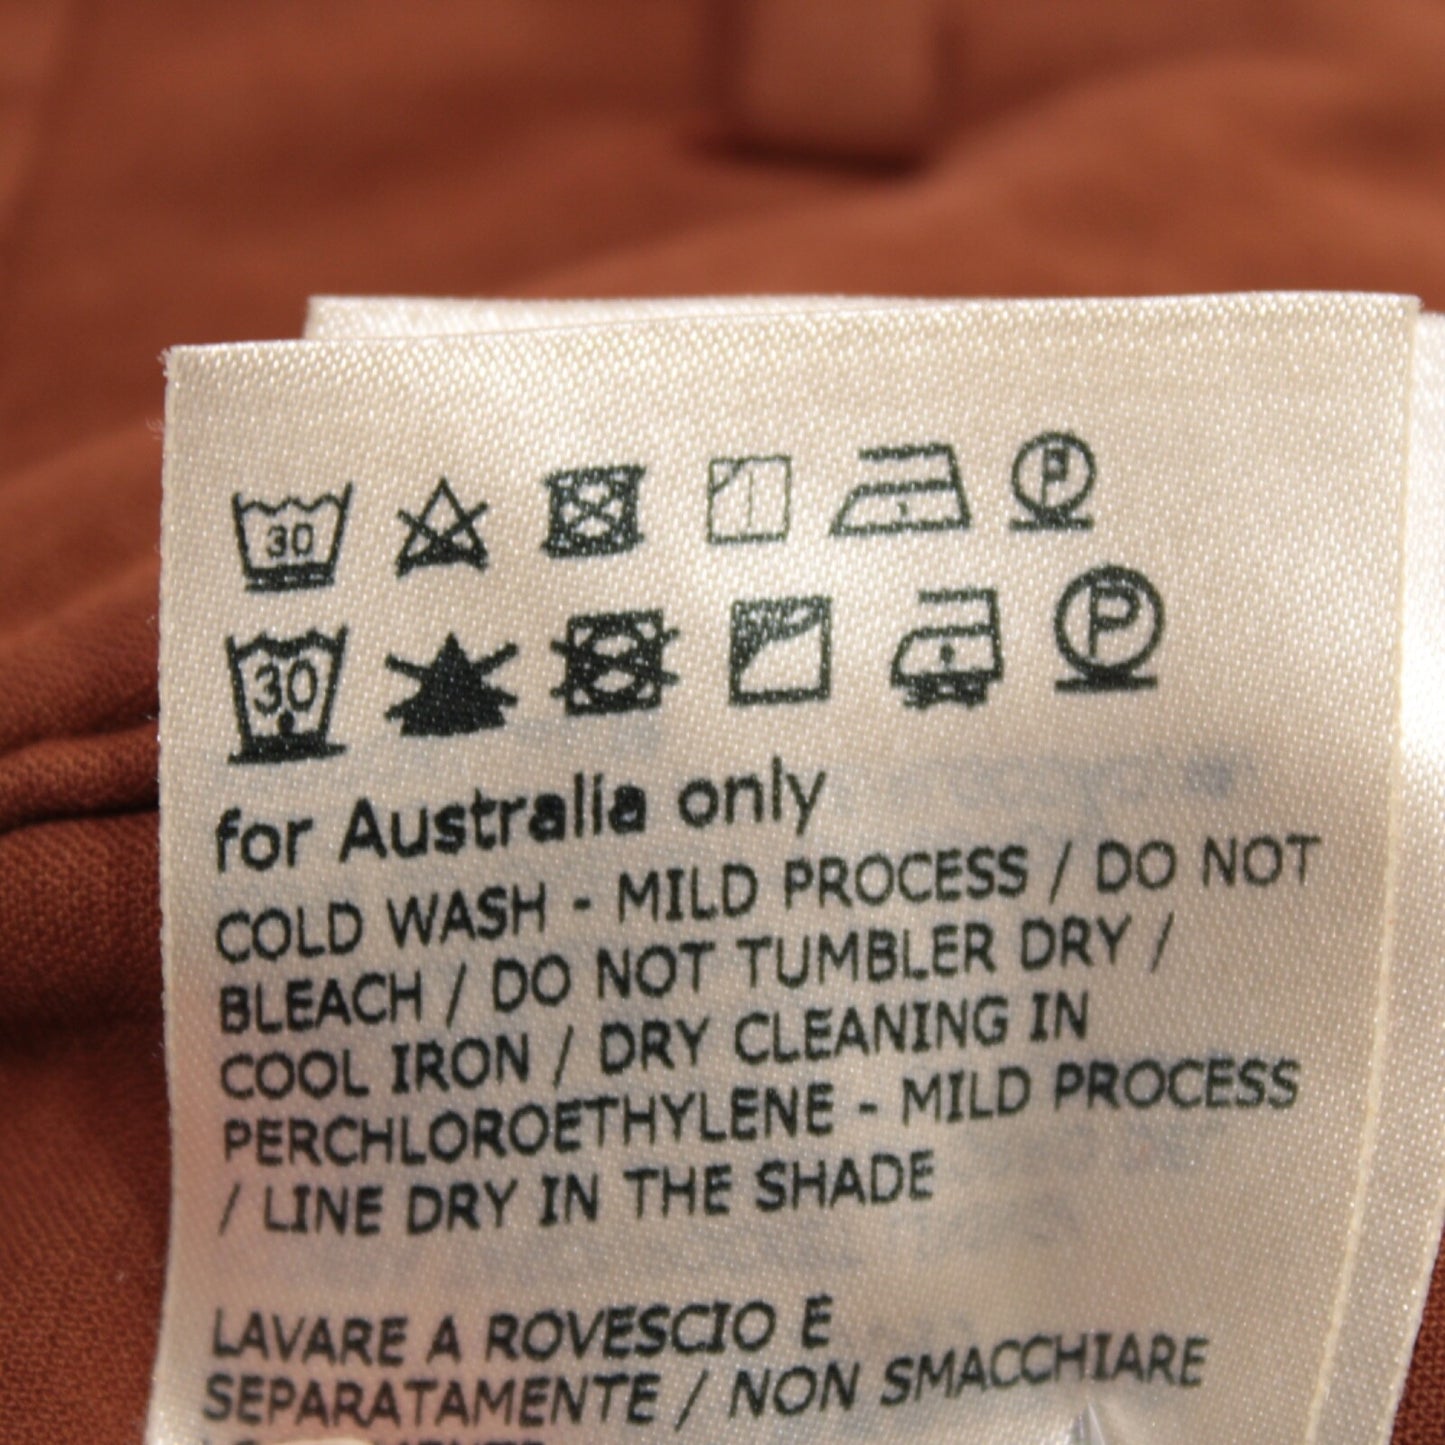 30 P
30 P
for Australia only
COLD WASH - MILD PROCESS / DO NOT
BLEACH / DO NOT TUMBLER DRY /
COOL IRON / DRY CLEANING IN
PERCHLOROETHYLENE - MILD PROCESS
/ LINE DRY IN THE SHADE
LAVARE A ROVESCIO E
SEPARATAMENTE / NON SMACCHIARE